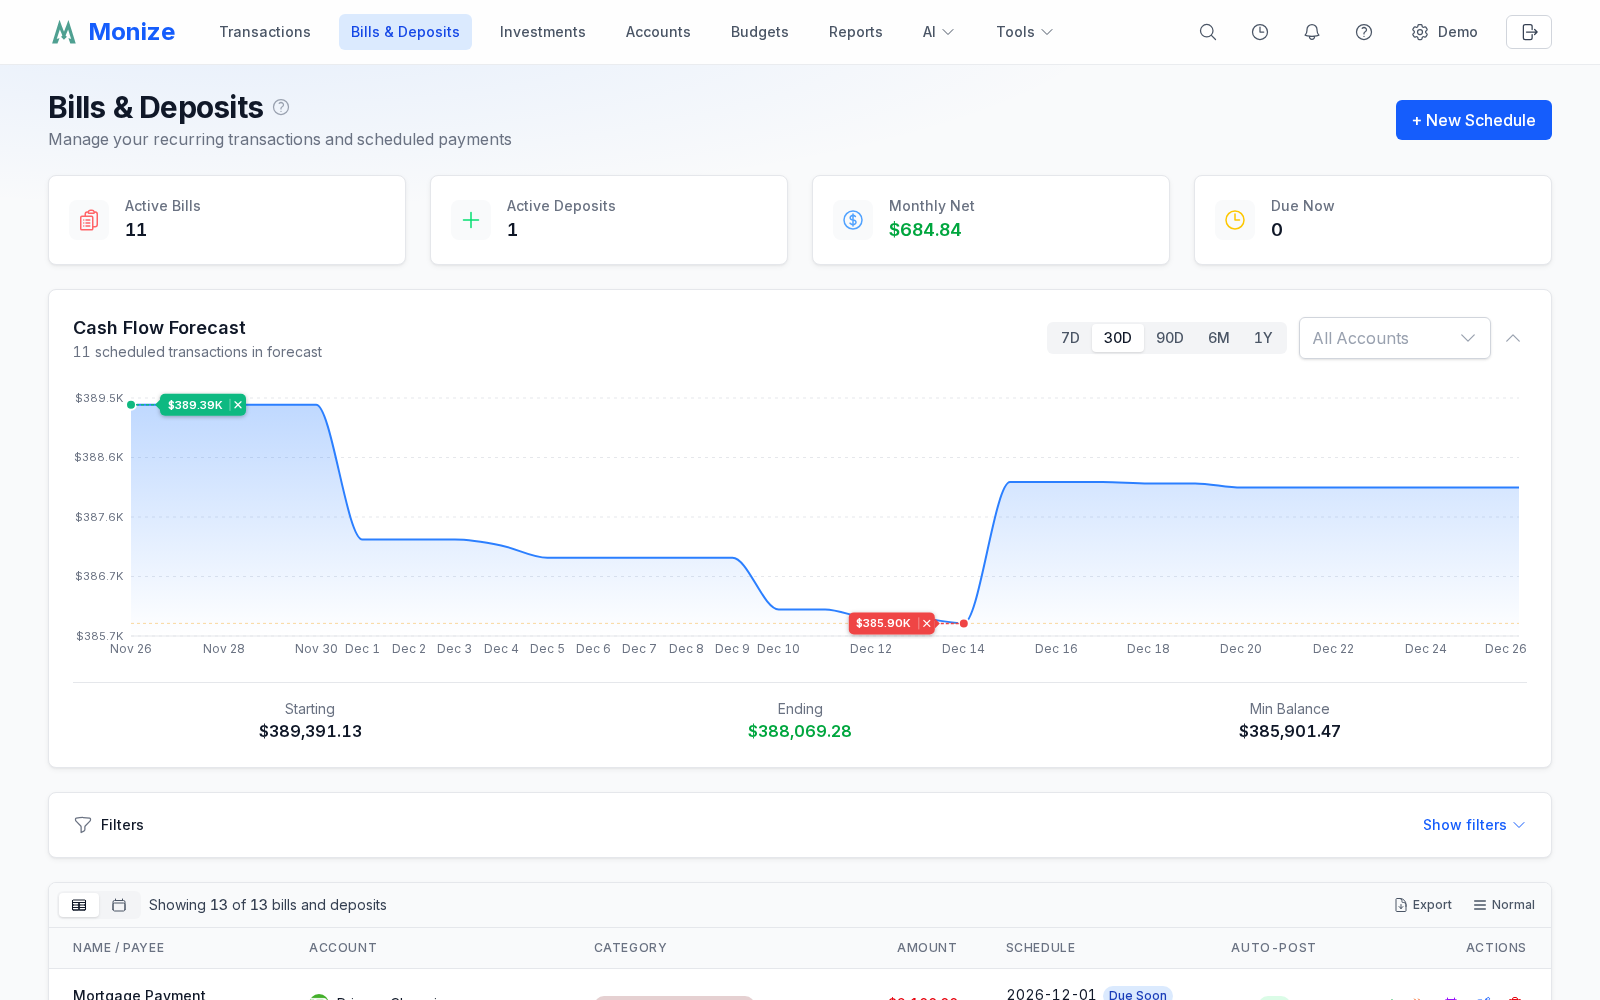 Monize
Transactions
Bills & Deposits
Investments
Accounts
Budgets
Reports
AI
Tools
Demo
Bills & Deposits
Manage your recurring transactions and scheduled payments
+ New Schedule
Active Bills
11
Active Deposits
1
Monthly Net
$684.84
Due Now
0
Cash Flow Forecast
11 scheduled transactions in forecast
7D
30D
90D
6M
1Y
All Accounts
$389.5K
$388.6K
$387.6K
$386.7K
$385.7K
$389.39K
$385.90K
Nov 26
Nov 28
Nov 30
Dec 1
Dec 2
Dec 3
Dec 4
Dec 5
Dec 6
Dec 7
Dec 8
Dec 9
Dec 10
Dec 12
Dec 14
Dec 16
Dec 18
Dec 20
Dec 22
Dec 24
Dec 26
Starting
$389,391.13
Ending
$388,069.28
Min Balance
$385,901.47
Filters
Show filters
Showing 13 of 13 bills and deposits
Export
Normal
NAME / PAYEE
ACCOUNT
CATEGORY
AMOUNT
SCHEDULE
AUTO-POST
ACTIONS
Mortgage Payment
2026-12-01
Due Soon